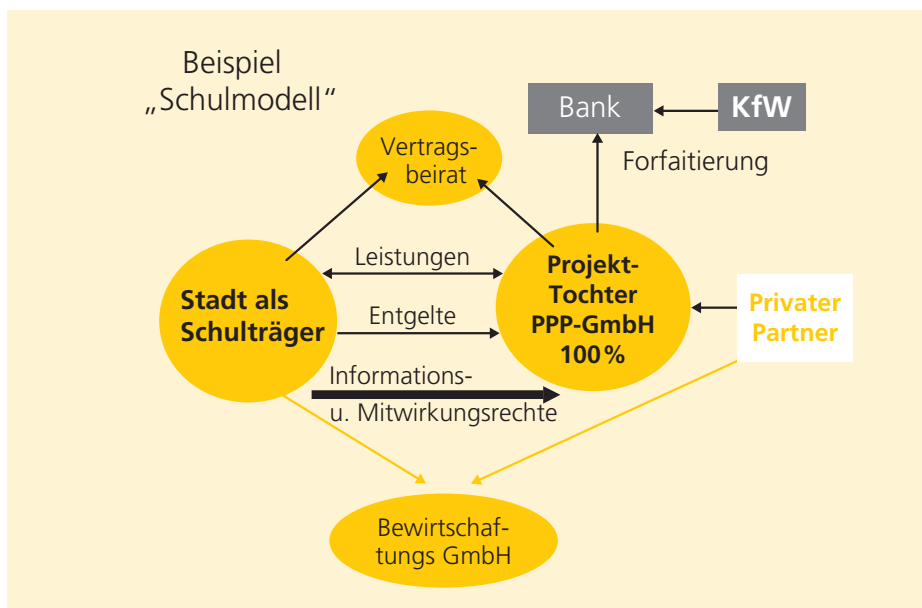 Beispiel
„Schulmodell“
Bank
KfW
Vertrags-
beirat
Forfaitierung
Leistungen
Stadt als
Schulträger
Entgelte
Projekt-
Tochter
PPP-GmbH
100 %
Privater
Partner
Informations-
u. Mitwirkungsrechte
Bewirtschaf-
tungs GmbH